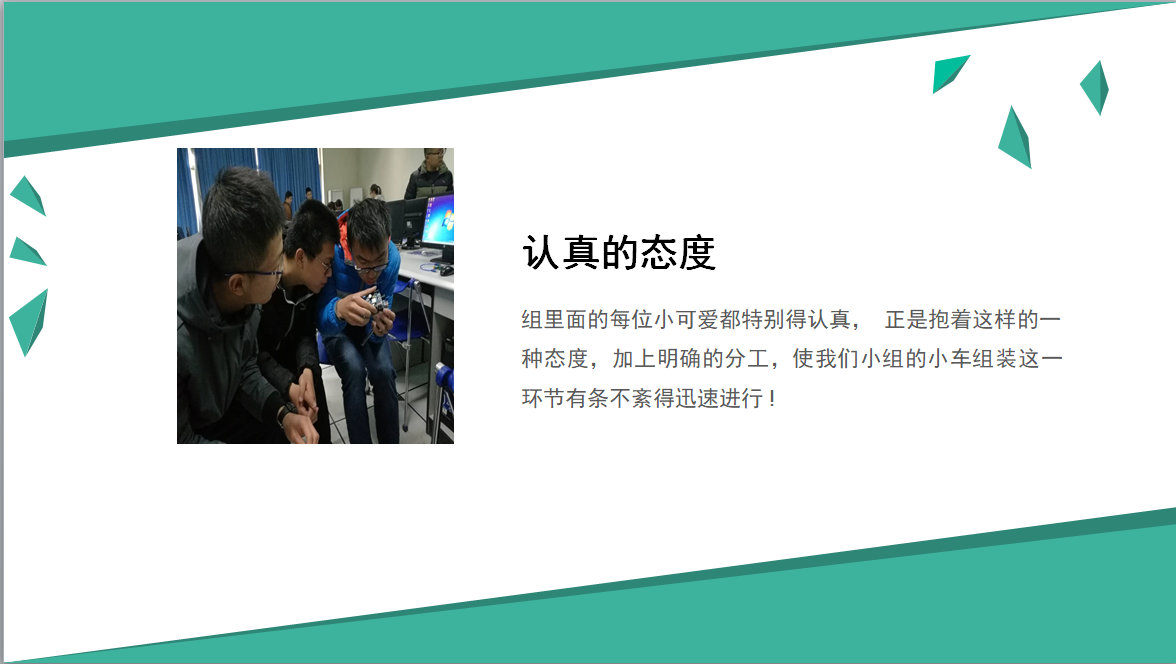 认真的态度
组里面的每位小可爱都特别得认真， 正是抱着这样的一
种态度，加上明确的分工，使我们小组的小车组装这一
环节有条不紊得迅速进行！